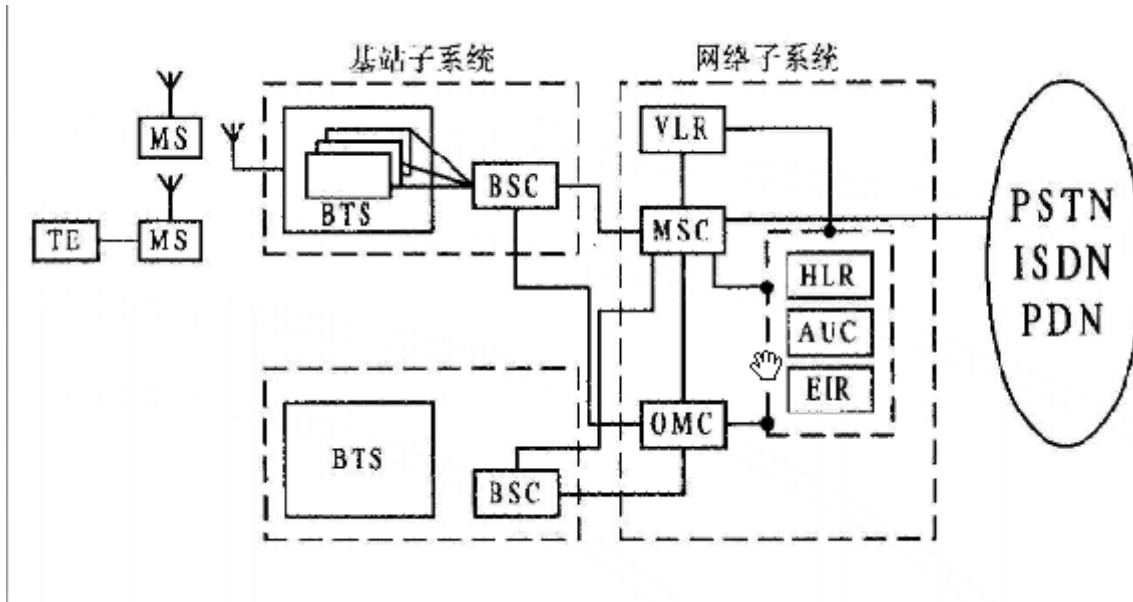 基站子系统
网络子系统
MS
MS
TE
BTS
BSC
VLR
MSC
HLR
AUC
EIR
OMC
BTS
BSC
PSTN
ISDN
PDN